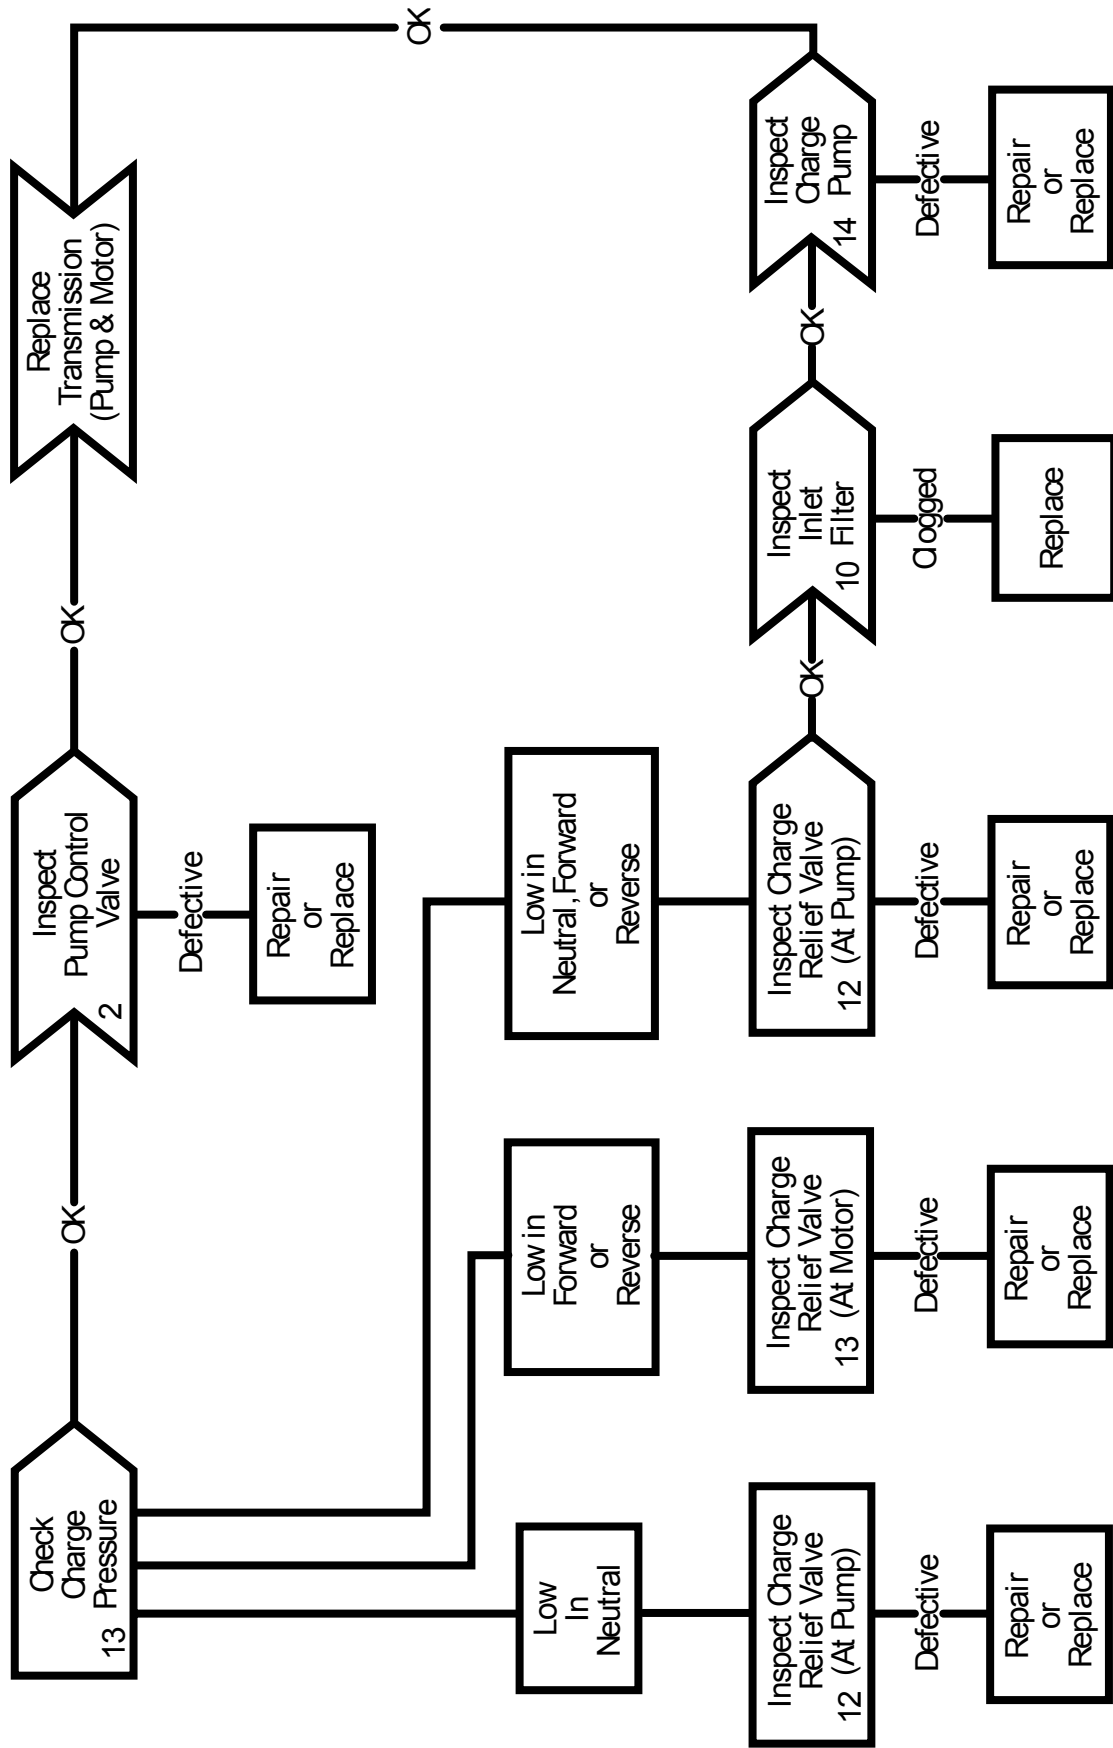 Check
Charge
Pressure
13
OK
Inspect
Pump Control
Valve
2
OK
Replace
Transmission
(Pump & Motor)
Defective
Repair
or
Replace
OK
Low
In
Neutral
Low in
Forward
or
Reverse
Low in
Neutral, Forward
or
Reverse
Inspect Charge
Relief Valve
12 (At Pump)
Inspect Charge
Relief Valve
13 (At Motor)
Inspect Charge
Relief Valve
12 (At Pump)
OK
Inspect
Inlet
10 Filter
OK
Inspect
Charge
14 Pump
Defective
Defective
Defective
Clogged
Defective
Repair
or
Replace
Repair
or
Replace
Repair
or
Replace
Replace
Repair
or
Replace